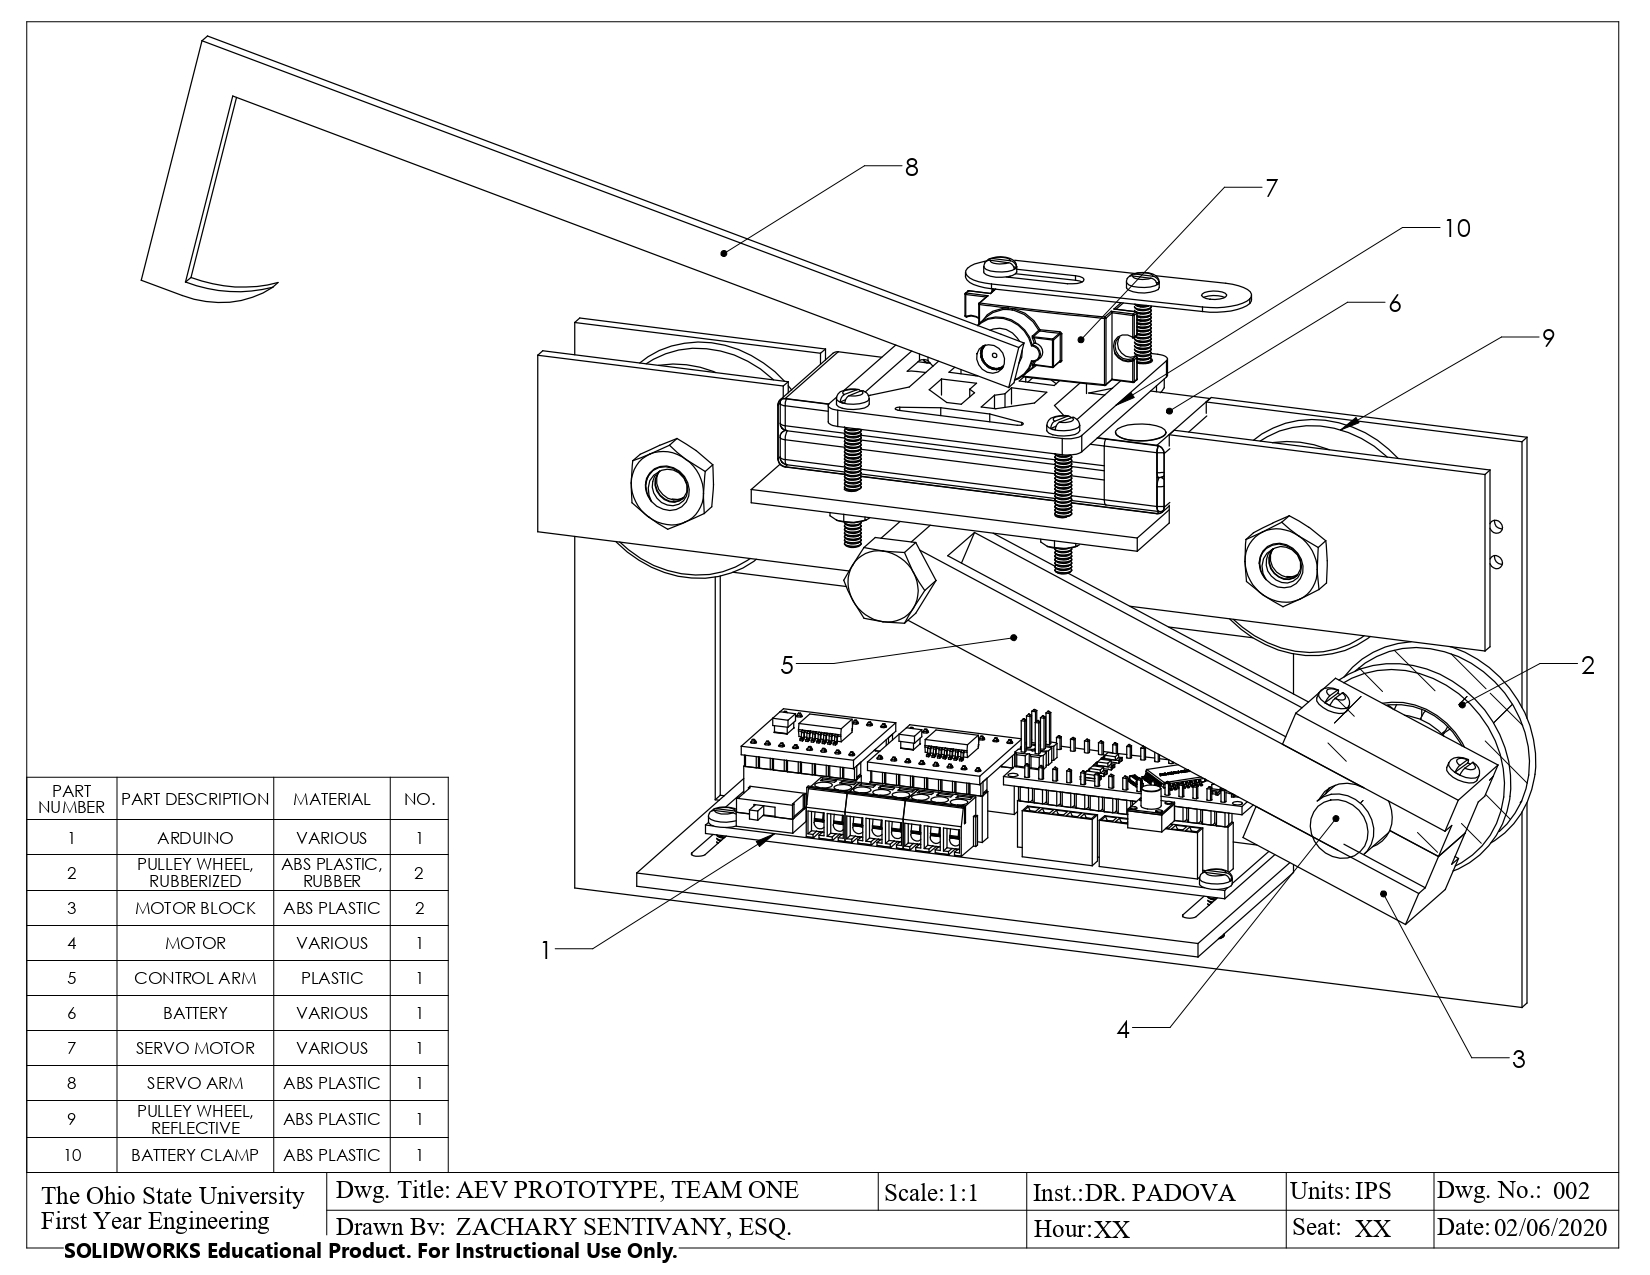 8
7
10
6
9
5
2
1
4
3
PART NUMBER PART DESCRIPTION MATERIAL NO.
1 ARDUINO VARIOUS 1
2 PULLEY WHEEL, RUBBERIZED ABS PLASTIC, RUBBER 2
3 MOTOR BLOCK ABS PLASTIC 2
4 MOTOR VARIOUS 1
5 CONTROL ARM PLASTIC 1
6 BATTERY VARIOUS 1
7 SERVO MOTOR VARIOUS 1
8 SERVO ARM ABS PLASTIC 1
9 PULLEY WHEEL, REFLECTIVE ABS PLASTIC 1
10 BATTERY CLAMP ABS PLASTIC 1
The Ohio State University
First Year Engineering
Dwg. Title: AEV PROTOTYPE, TEAM ONE
Drawn By: ZACHARY SENTIVANY, ESQ.
Scale: 1:1
Inst.: DR. PADOVA
Hour: XX
Units: IPS
Seat: XX
Dwg. No.: 002
Date: 02/06/2020
SOLIDWORKS Educational Product. For Instructional Use Only.